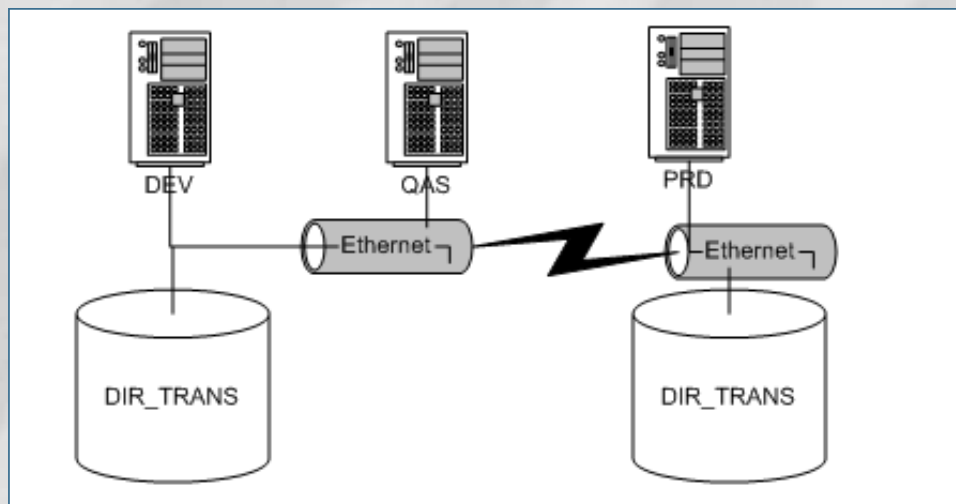 DEV
QAS
PRD
Ethernet
Ethernet
DIR_TRANS
DIR_TRANS